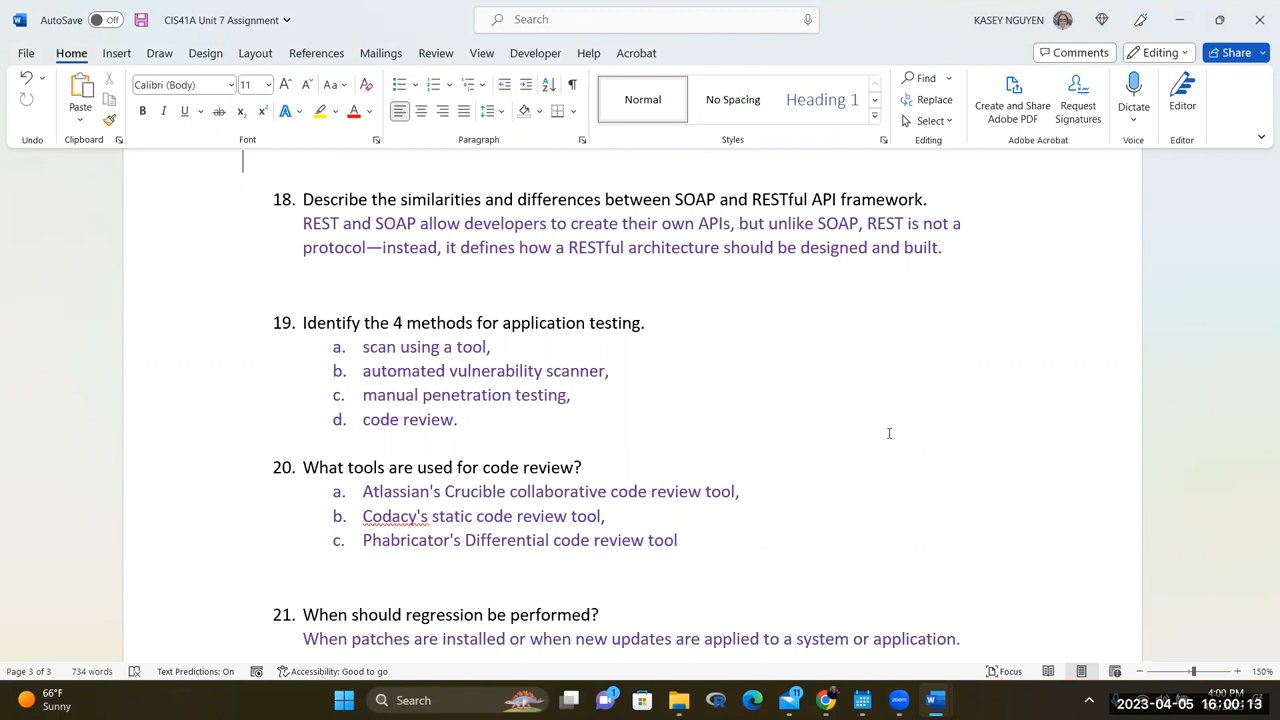 AutoSave Off CIS41A Unit 7 Assignment Search KASEY NGUYEN
File Home Insert Draw Design Layout References Mailings Review View Developer Help Acrobat Comments Editing Share
Calibri (Body) 11 Aa Normal No Spacing Heading 1 Find
Paste Replace Create and Share Adobe PDF Request Signatures Dictate Editor
B I U ab x₂ x² A A Select
Undo Clipboard Font Paragraph Styles Editing Adobe Acrobat Voice Editor
18. Describe the similarities and differences between SOAP and RESTful API framework.
REST and SOAP allow developers to create their own APIs, but unlike SOAP, REST is not a
protocol—instead, it defines how a RESTful architecture should be designed and built.
19. Identify the 4 methods for application testing.
a. scan using a tool,
b. automated vulnerability scanner,
c. manual penetration testing,
d. code review.
20. What tools are used for code review?
a. Atlassian's Crucible collaborative code review tool,
b. Codacy's static code review tool,
c. Phabricator's Differential code review tool
21. When should regression be performed?
When patches are installed or when new updates are applied to a system or application.
Page 3 of 3 734 words Text Predictions: On Accessibility: Good to go Focus 150%
66°F
Sunny
Search
1
11
4:00 PM
2023-04-05 16:00:13